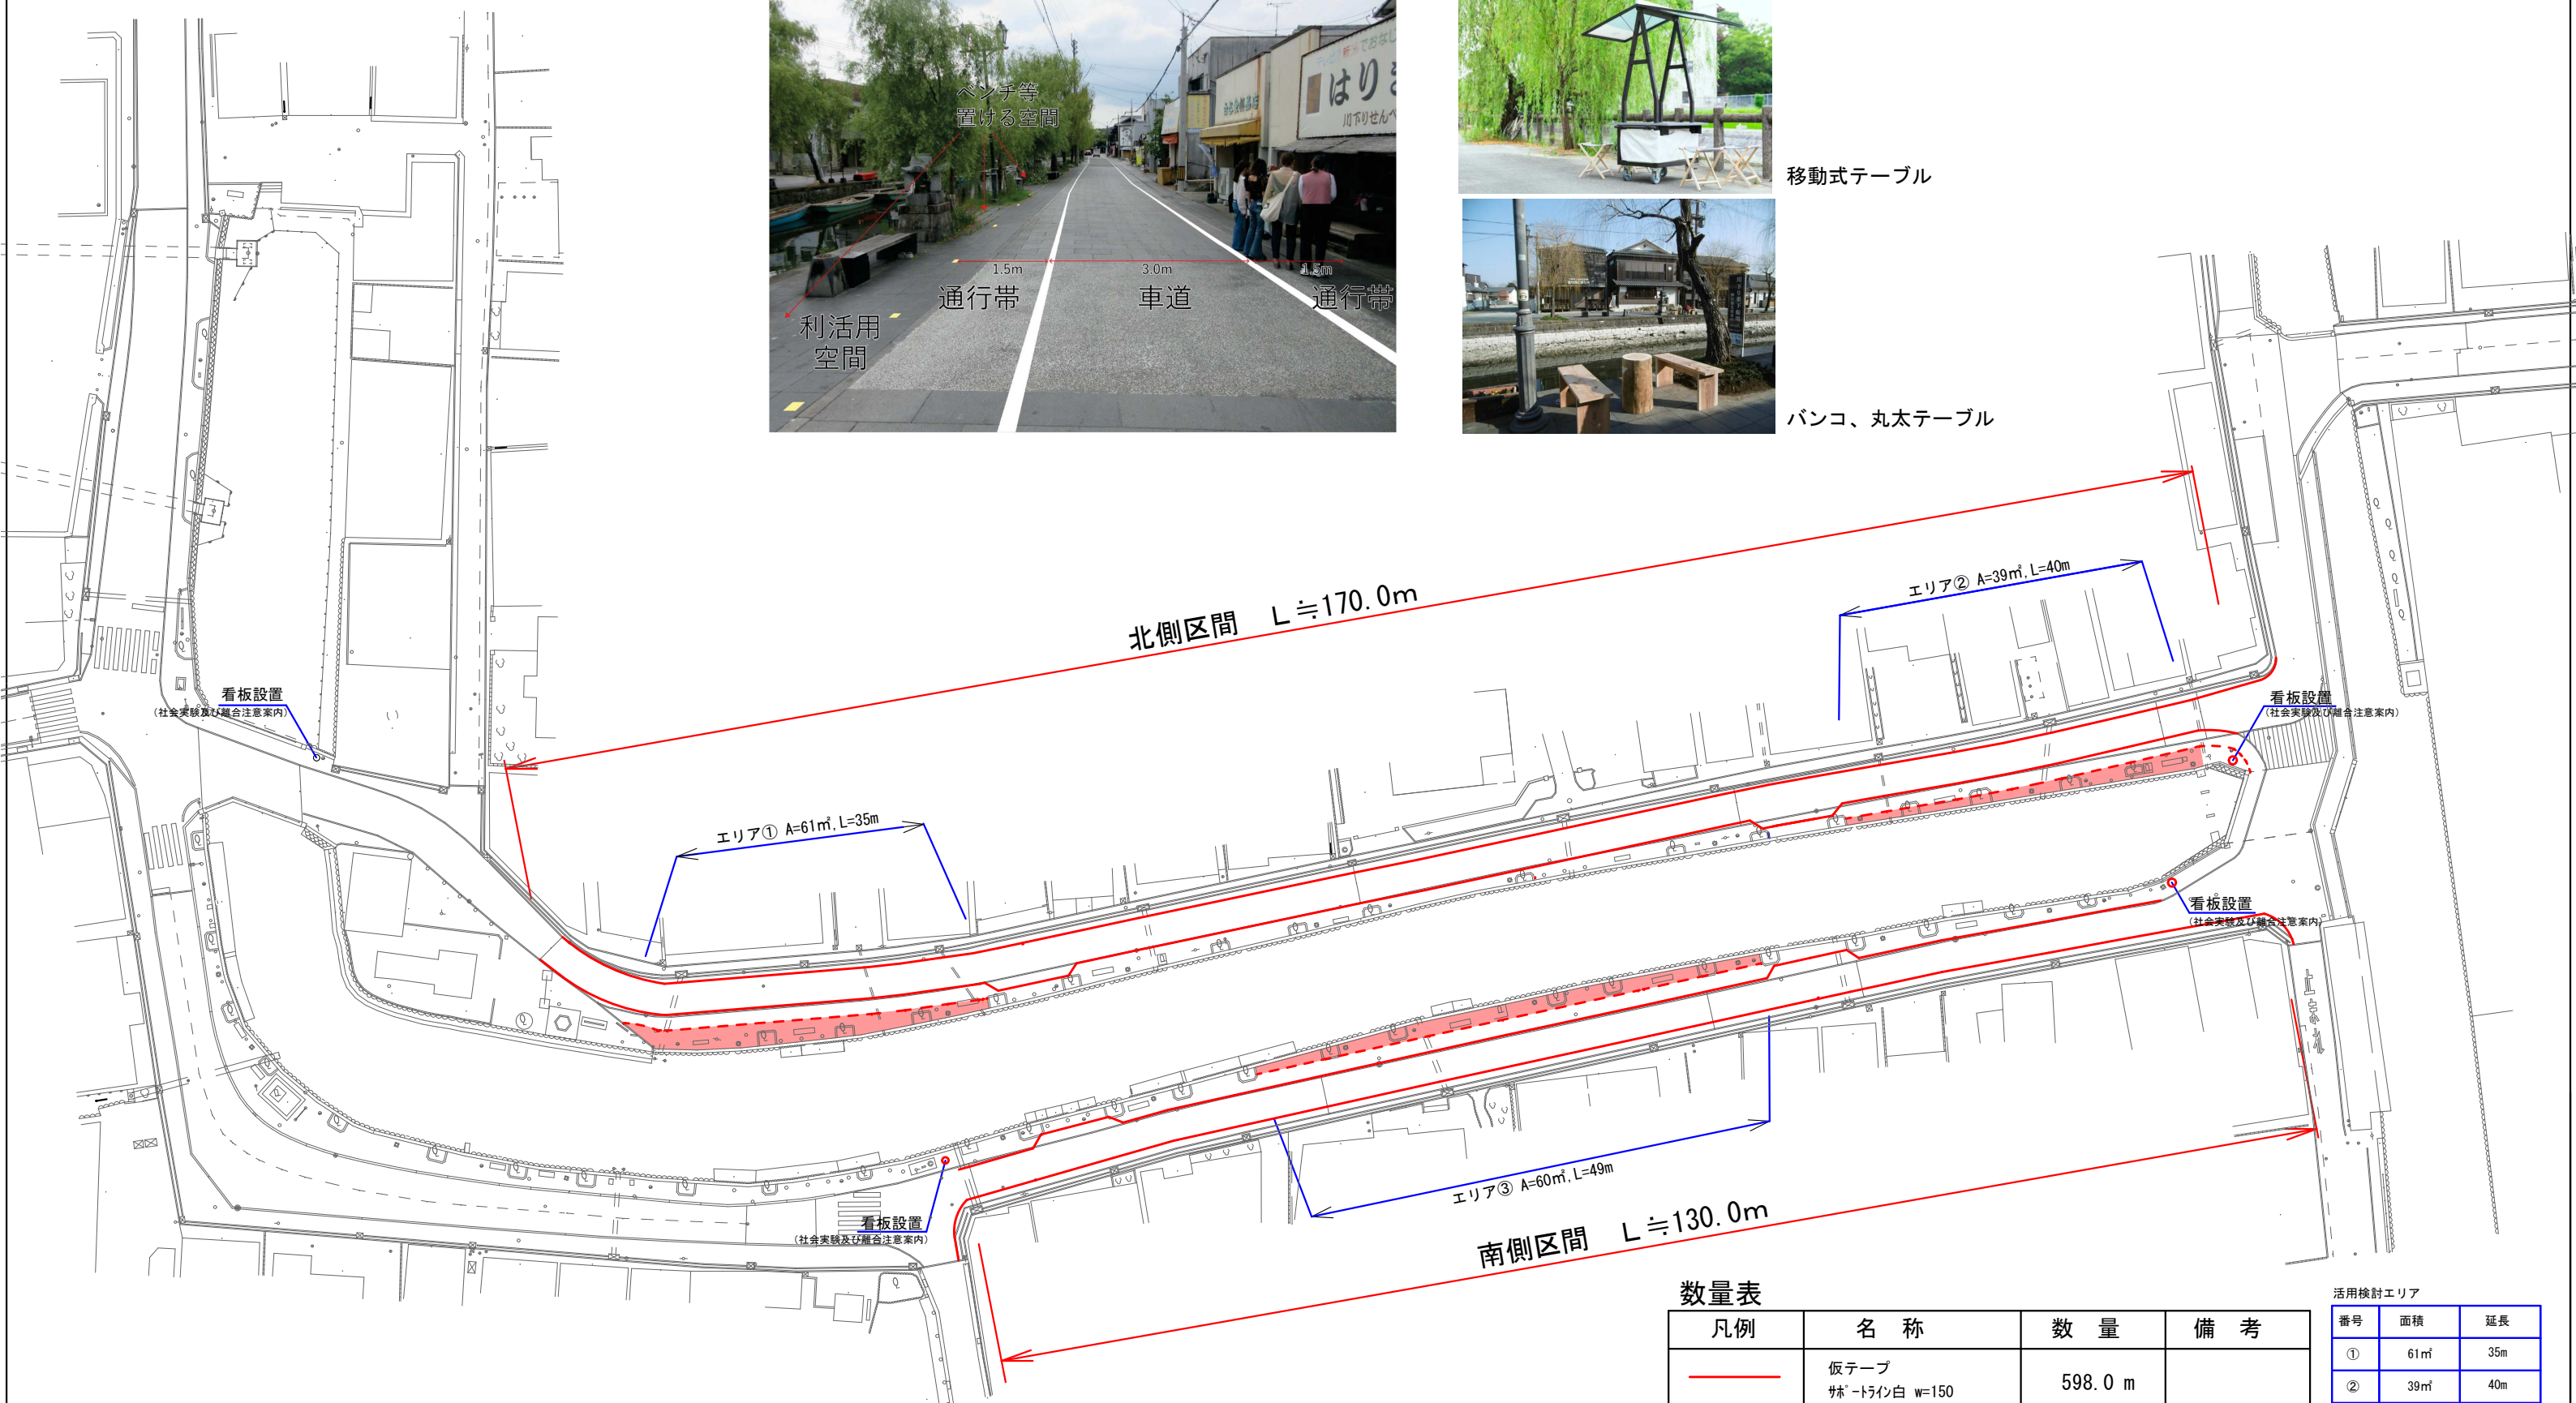 ベンチ等
置ける空間
1.5m
3.0m
1.5m
通行帯
車道
通行帯
利活用
空間
はり
川下りせんべ
移動式テーブル
バンコ、丸太テーブル
北側区間 L≒170.0m
エリア② A=39㎡,L=40m
エリア① A=61㎡,L=35m
看板設置
(社会実験及び離合注意案内)
看板設置
(社会実験及び離合注意案内)
看板設置
(社会実験及び離合注意案内)
看板設置
(社会実験及び離合注意案内)
エリア③ A=60㎡,L=49m
南側区間 L≒130.0m
数量表
凡例 名 称 数 量 備 考
仮テープ
ｻﾎﾟｰﾄﾗｲﾝ白 w=150
598.0 m
活用検討エリア
番号 面積 延長
① 61㎡ 35m
② 39㎡ 40m